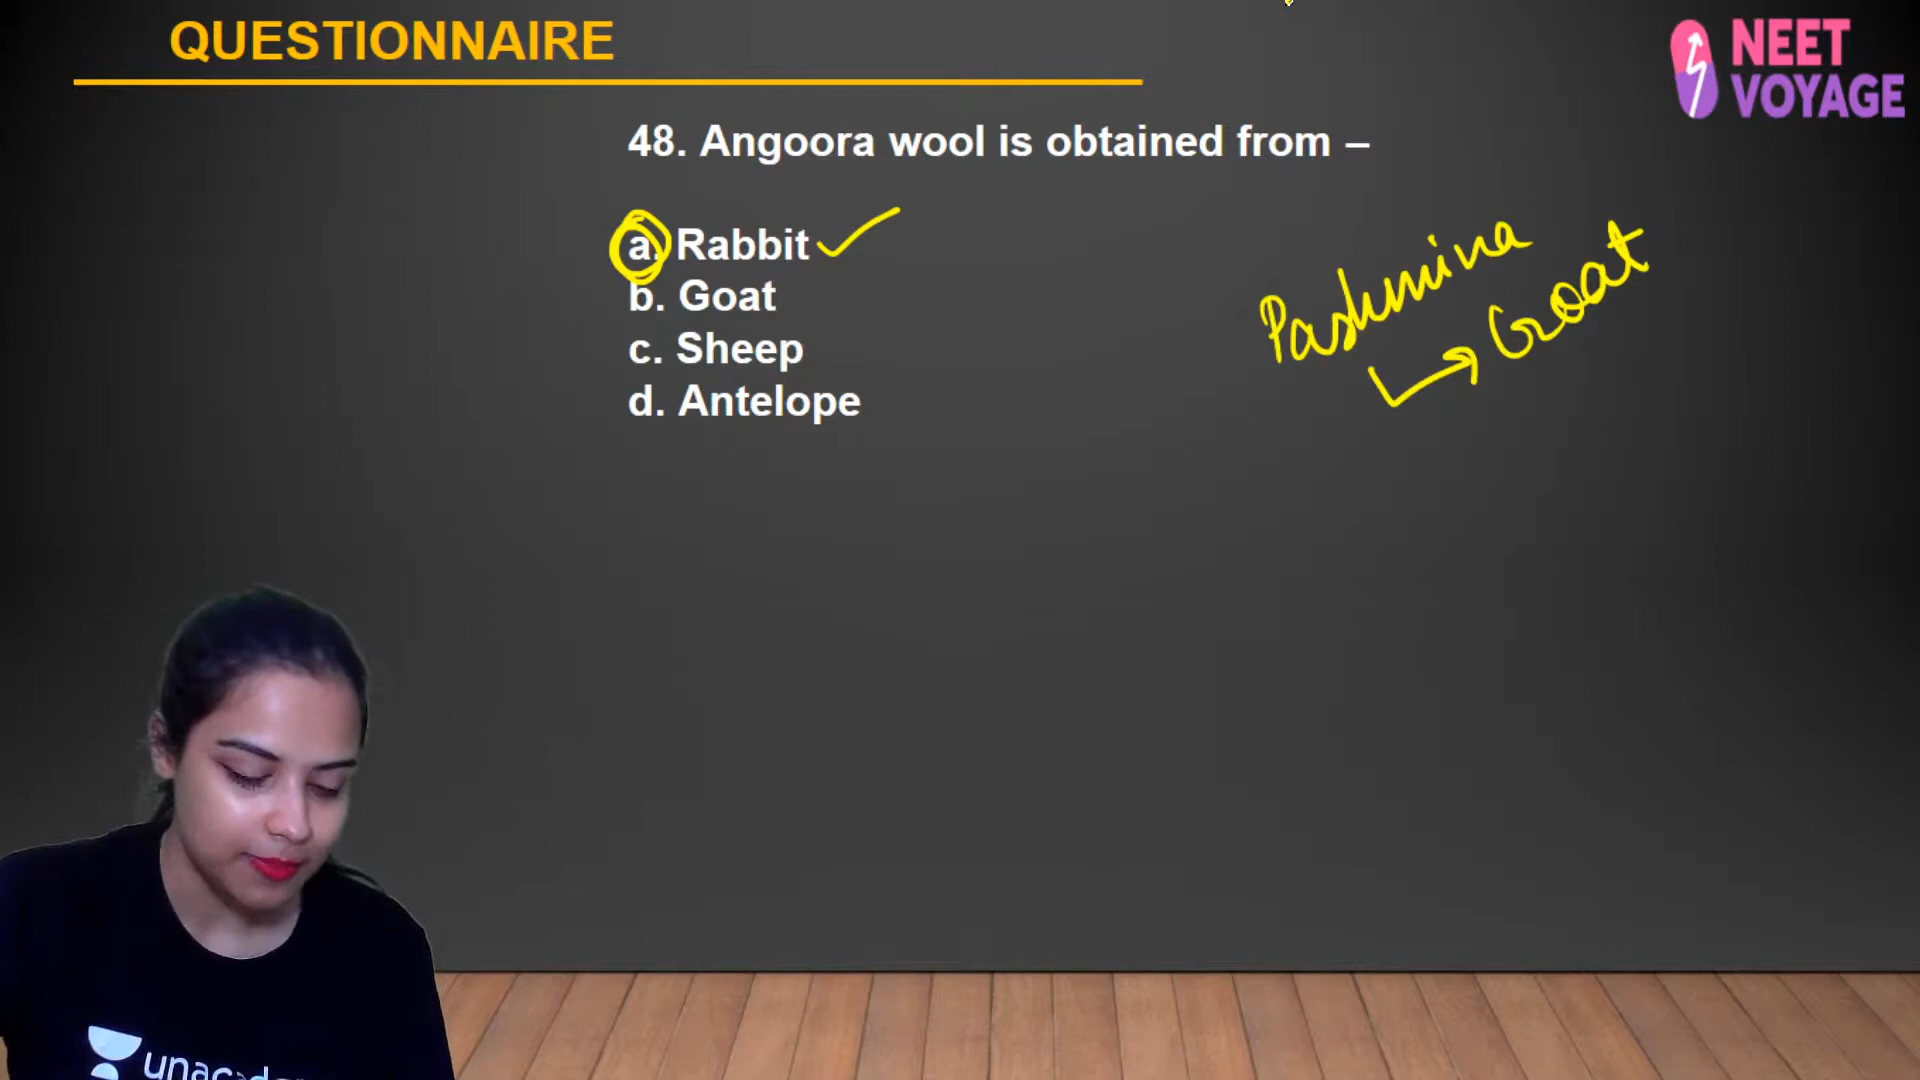 QUESTIONNAIRE
NEET
VOYAGE
48. Angoora wool is obtained from –
a. Rabbit
b. Goat
c. Sheep
d. Antelope
Pashmina
Goat